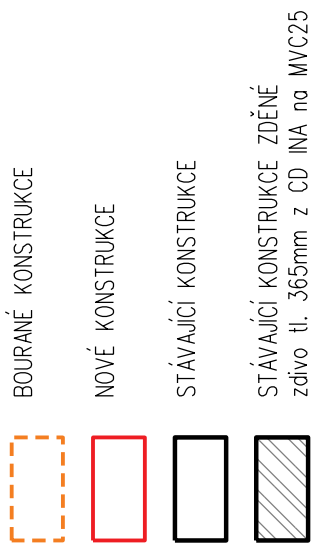 BOURANÉ KONSTRUKCE
NOVÉ KONSTRUKCE
STÁVAJÍCÍ KONSTRUKCE
STÁVAJÍCÍ KONSTRUKCE ZDĚNÉ
zdivo tl. 365mm z CD INA na MVC25